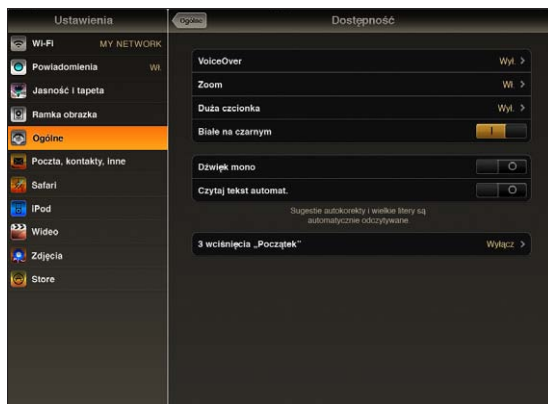 Ustawienia
Wi-Fi MY NETWORK
Powiadomienia Wł.
Jasność i tapeta
Ramka obrazka
Ogólne
Poczta, kontakty, inne
Safari
iPod
Wideo
Zdjęcia
Store
Ogólne
Dostępność
VoiceOver Wył.
Zoom Wł.
Duża czcionka Wył.
Białe na czarnym
Dźwięk mono
Czytaj tekst automat.
Sugestie autokorekty i wielkie litery są
automatycznie odczytywane.
3 wciśnięcia „Początek” Wyłącz